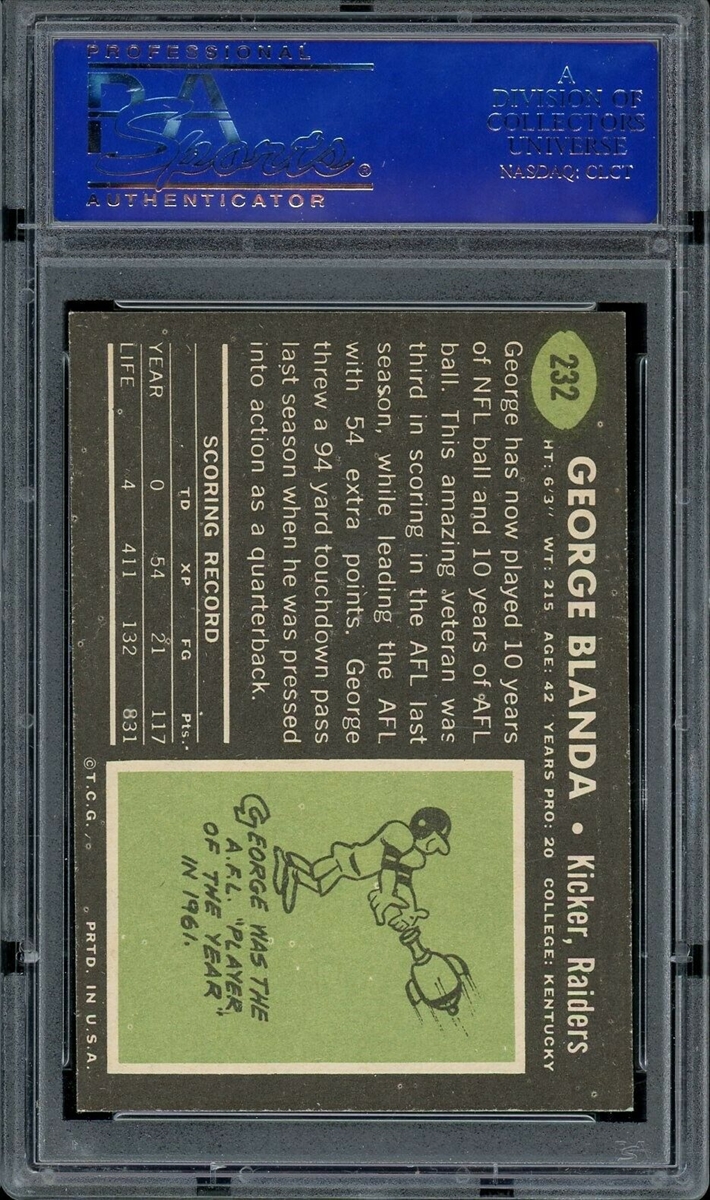 PROFESSIONAL
PSA
Sports®
AUTHENTICATOR
A
DIVISION OF
COLLECTORS
UNIVERSE
NASDAQ: CLCT
232
GEORGE BLANDA • Kicker, Raiders
HT: 6'3" WT: 215 AGE: 42 YEARS PRO: 20 COLLEGE: KENTUCKY
George has now played 10 years
of NFL ball and 10 years of AFL
ball. This amazing veteran was
third in scoring in the AFL last
season, while leading the AFL
with 54 extra points. George
threw a 94 yard touchdown pass
last season when he was pressed
into action as a quarterback.
SCORING RECORD
TD XP FG Pts.
YEAR 0 54 21 117
LIFE 4 411 132 831
GEORGE WAS THE
A.F.L. "PLAYER
OF THE YEAR"
IN 1961.
©T.C.G. PRTD. IN U.S.A.